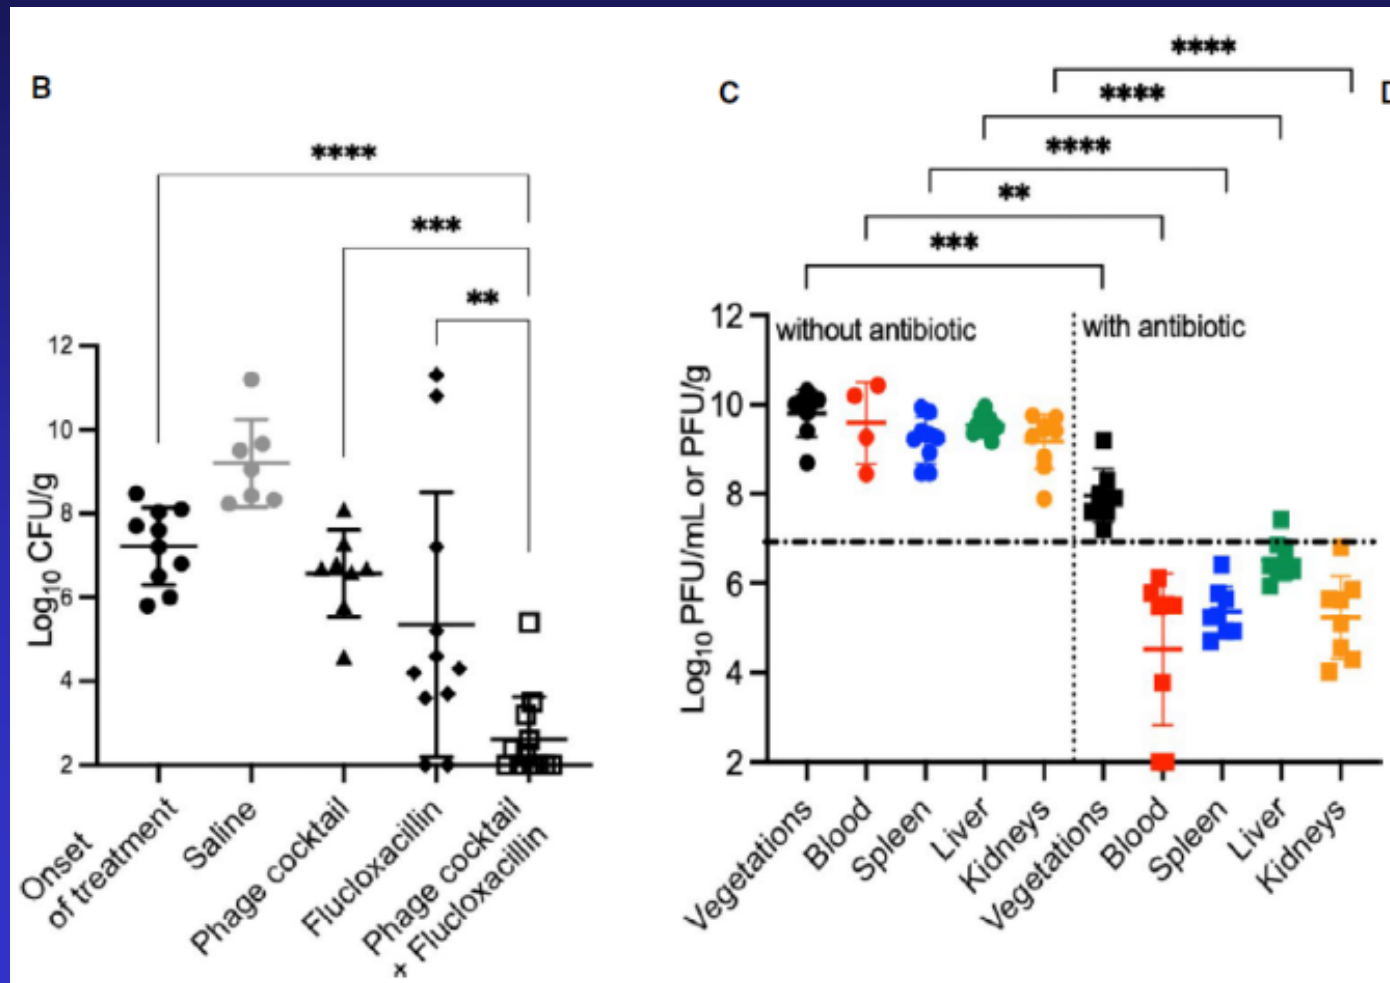 B
****
***
**
12
10
8
6
4
2
Log10 CFU/g
Onset
of treatment
Saline
Phage cocktail
Flucloxacillin
Phage cocktail
+ Flucloxacillin
C
****
****
****
**
***
without antibiotic
with antibiotic
12
10
8
6
4
2
Log10 PFU/mL or PFU/g
Vegetations
Blood
Spleen
Liver
Kidneys
Vegetations
Blood
Spleen
Liver
Kidneys